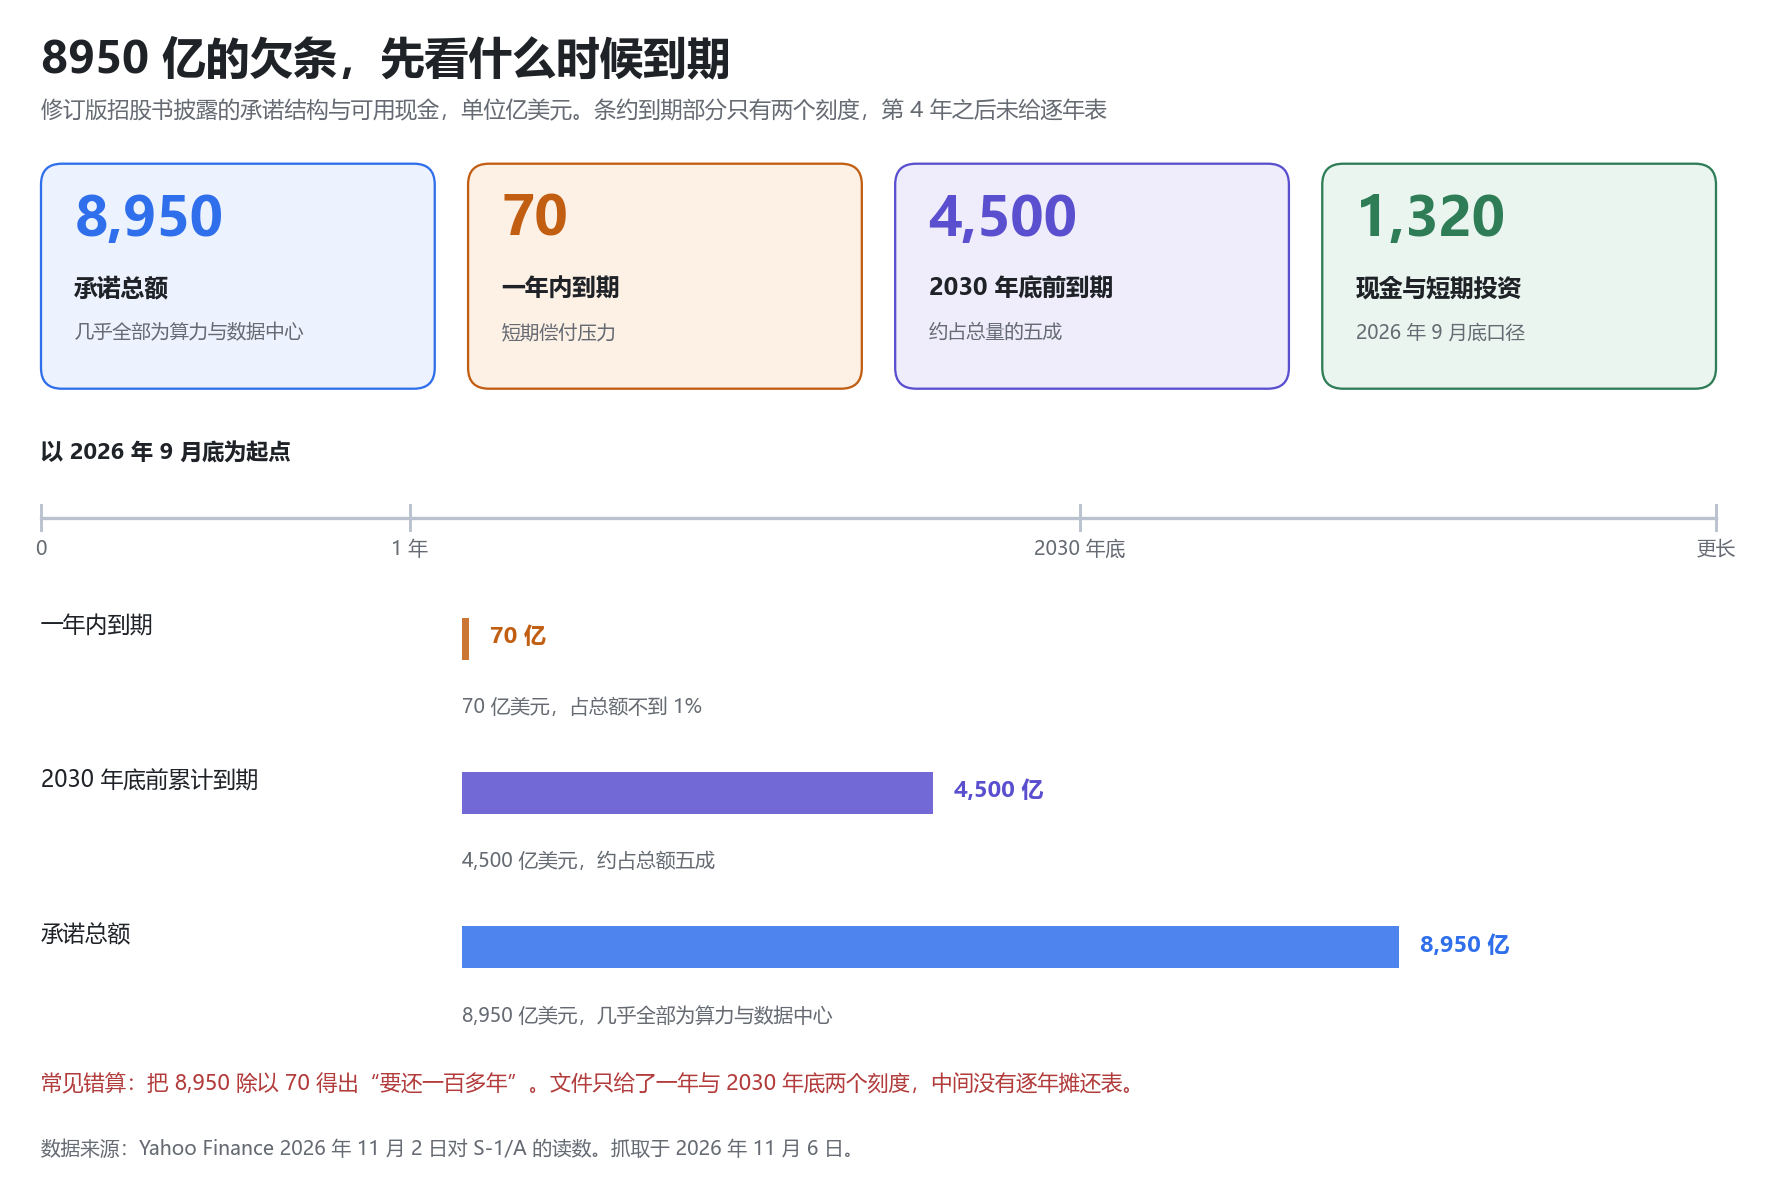 8950 亿的欠条，先看什么时候到期
修订版招股书披露的承诺结构与可用现金，单位亿美元。条约到期部分只有两个刻度，第 4 年之后未给逐年表
8,950
承诺总额
几乎全部为算力与数据中心
70
一年内到期
短期偿付压力
4,500
2030 年底前到期
约占总量的五成
1,320
现金与短期投资
2026 年 9 月底口径
以 2026 年 9 月底为起点
0
1 年
2030 年底
更长
一年内到期
70 亿
70 亿美元，占总额不到 1%
2030 年底前累计到期
4,500 亿
4,500 亿美元，约占总额五成
承诺总额
8,950 亿
8,950 亿美元，几乎全部为算力与数据中心
常见错算：把 8,950 除以 70 得出“要还一百多年”。文件只给了一年与 2030 年底两个刻度，中间没有逐年摊还表。
数据来源：Yahoo Finance 2026 年 11 月 2 日对 S-1/A 的读数。抓取于 2026 年 11 月 6 日。